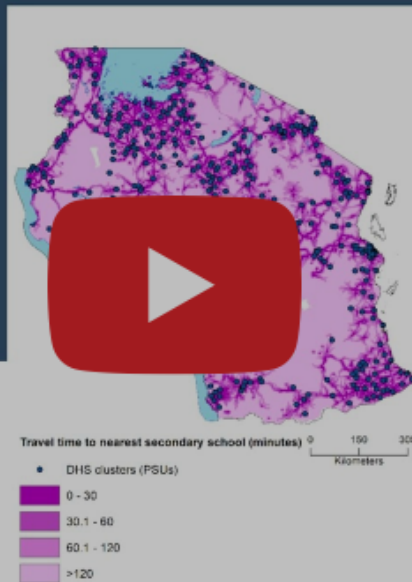 Travel time to nearest secondary school (minutes)
0 150 300
Kilometers
DHS clusters (PSUs)
0 - 30
30.1 - 60
60.1 - 120
>120